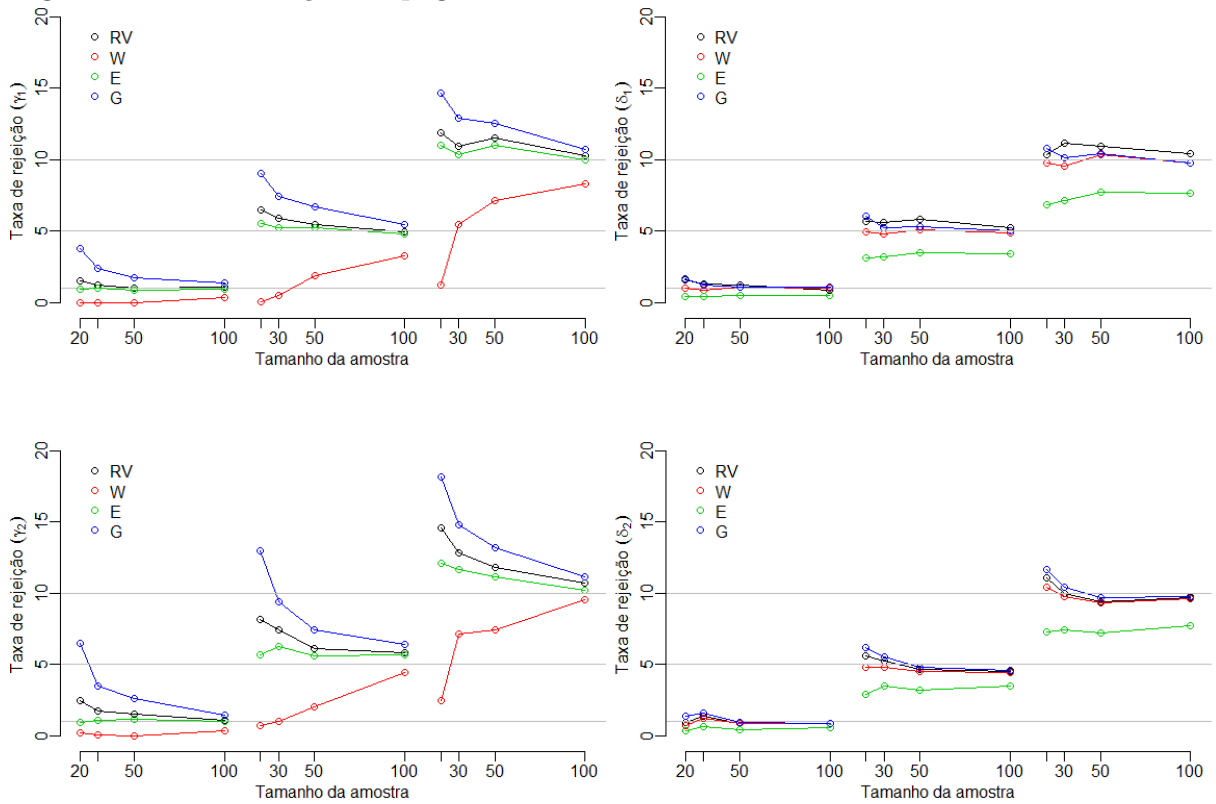 20
15
10
5
0
Taxa de rejeição (γ1)
RV
W
E
G
20 50 100 30 50 100 30 50 100
Tamanho da amostra
20
15
10
5
0
Taxa de rejeição (δ1)
RV
W
E
G
20 50 100 30 50 100 30 50 100
Tamanho da amostra
20
15
10
5
0
Taxa de rejeição (γ2)
RV
W
E
G
20 50 100 30 50 100 30 50 100
Tamanho da amostra
20
15
10
5
0
Taxa de rejeição (δ2)
RV
W
E
G
20 50 100 30 50 100 30 50 100
Tamanho da amostra